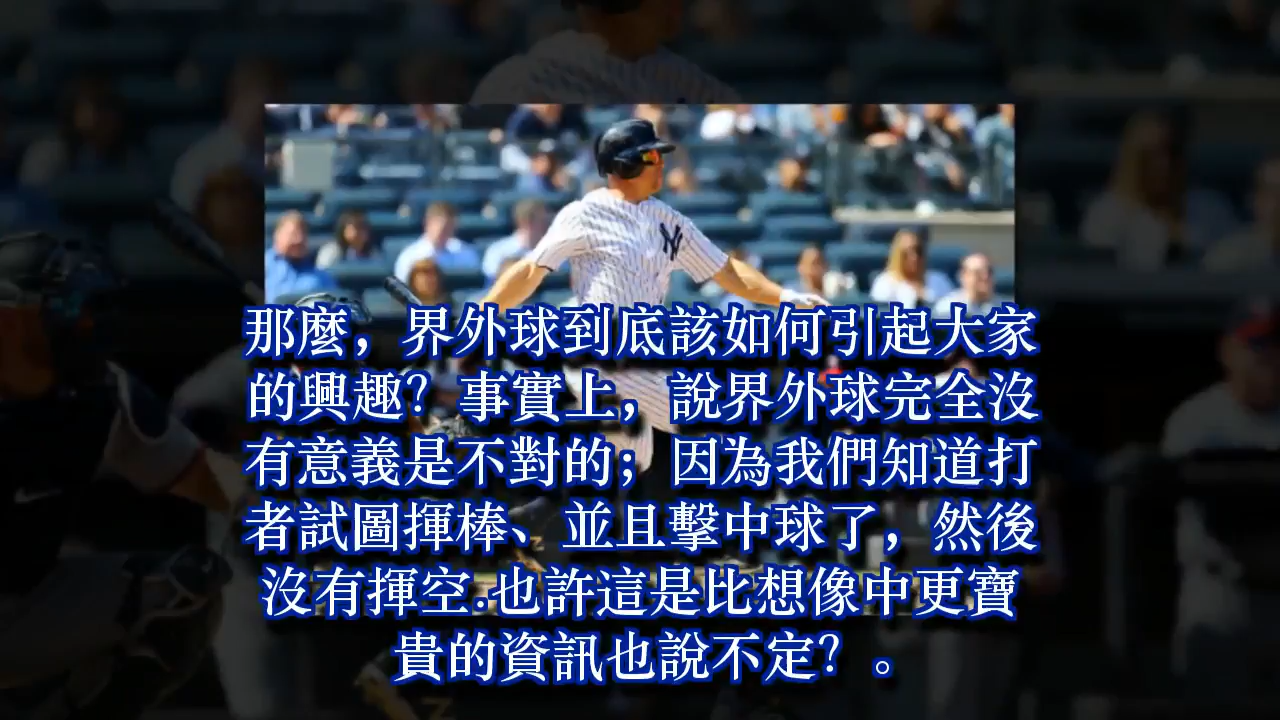 那麼，界外球到底該如何引起大家
的興趣？事實上，說界外球完全沒
有意義是不對的；因為我們知道打
者試圖揮棒、並且擊中球了，然後
沒有揮空.也許這是比想像中更寶
貴的資訊也說不定？。